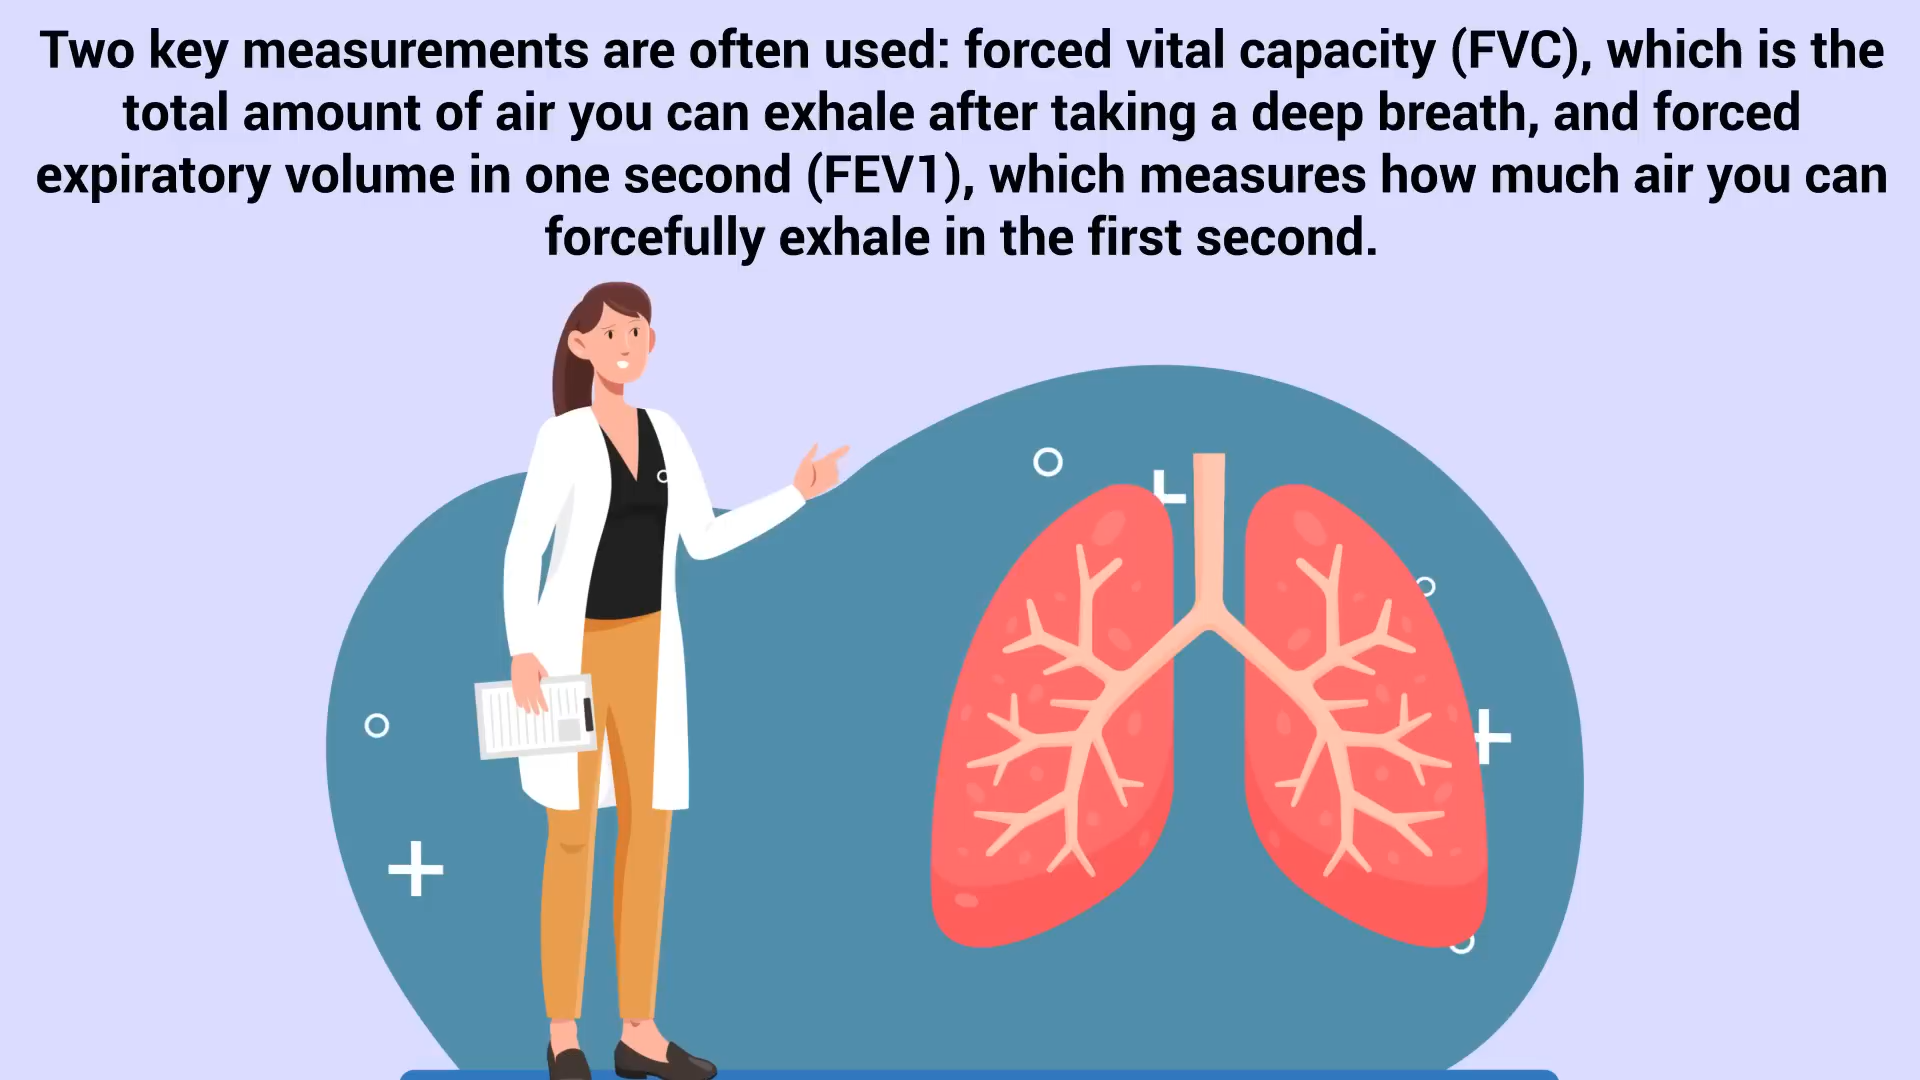 Two key measurements are often used: forced vital capacity (FVC), which is the
total amount of air you can exhale after taking a deep breath, and forced
expiratory volume in one second (FEV1), which measures how much air you can
forcefully exhale in the first second.